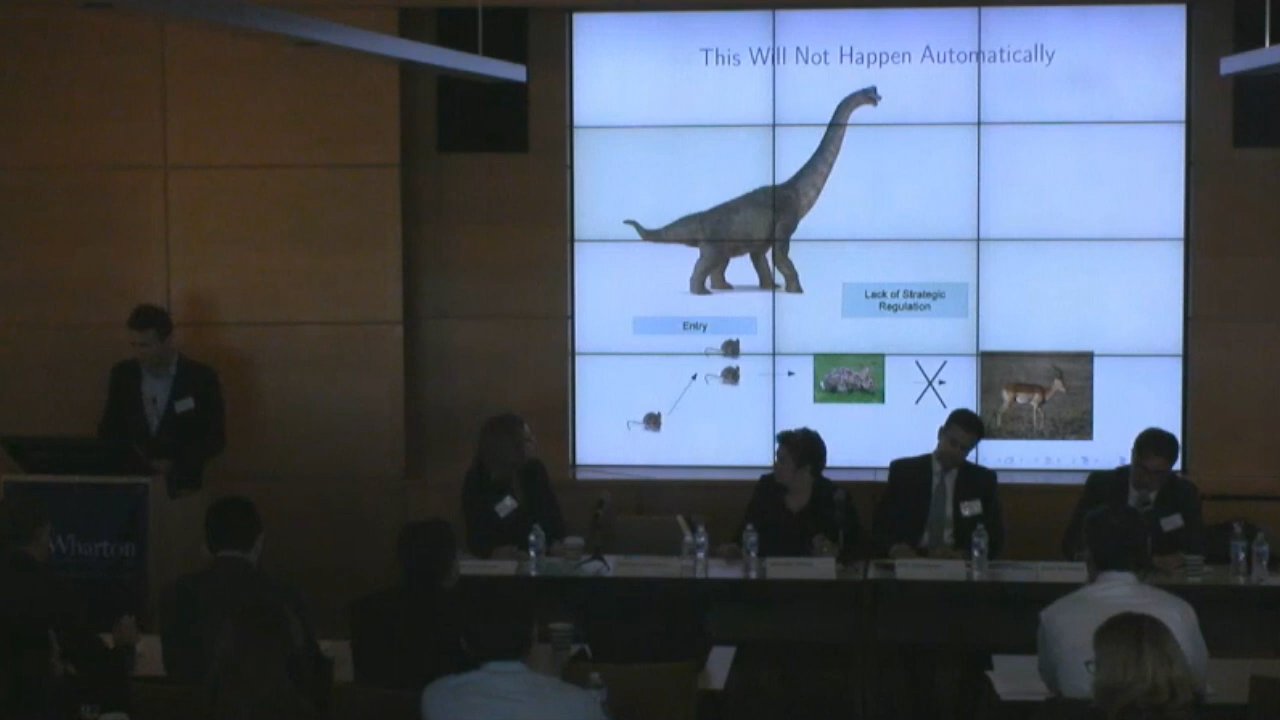 This Will Not Happen Automatically
Lack of Strategic
Regulation
Entry
Wharton